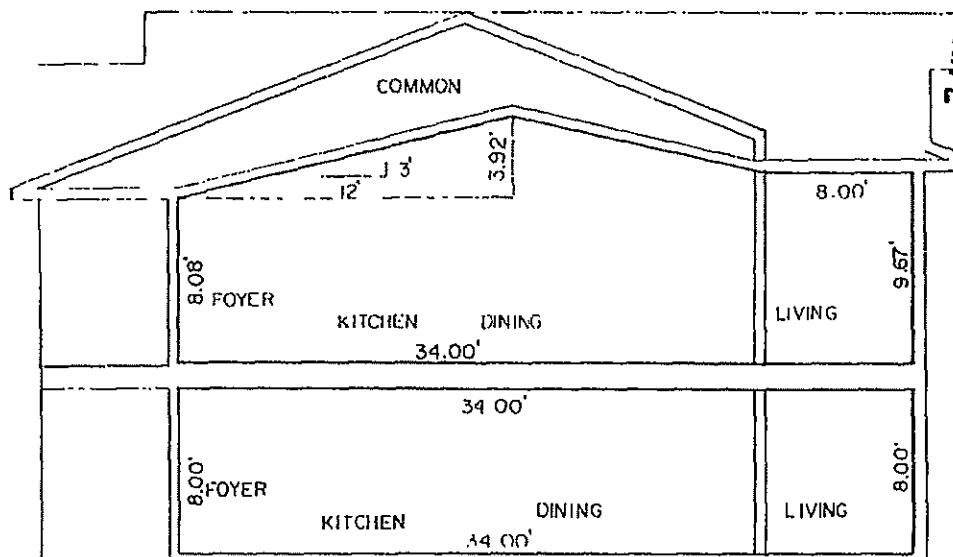 COMMON
3.92'
3'
12'
8.00'
8.08'
9.67'
FOYER
KITCHEN DINING
LIVING
34.00'
34 00'
8.00'
8.00'
FOYER
DINING
LIVING
KITCHEN
34.00'